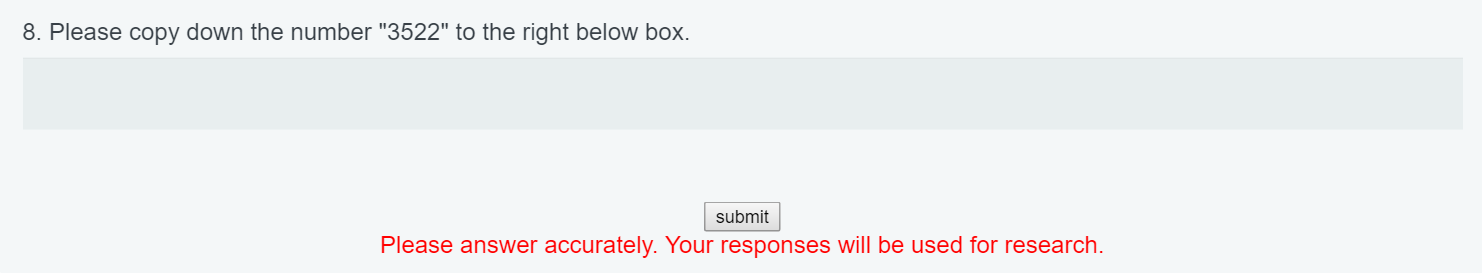 8. Please copy down the number "3522" to the right below box.
submit
Please answer accurately. Your responses will be used for research.